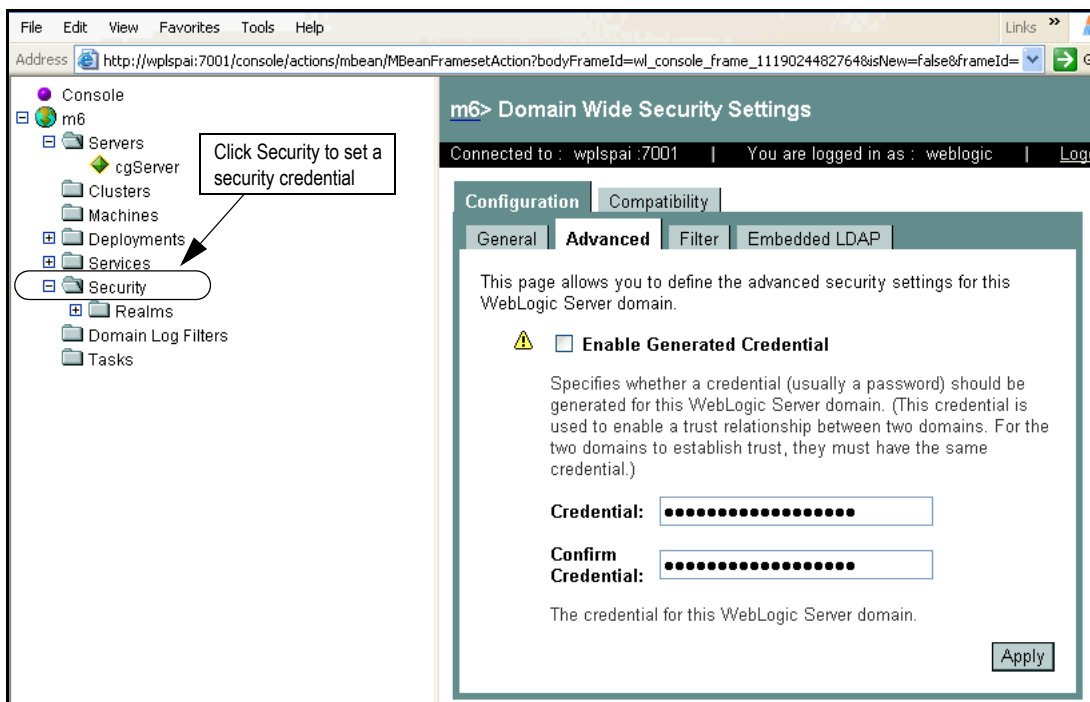 File Edit View Favorites Tools Help
Links »
Address http://wplspai:7001/console/actions/mbean/MBeanFramesetAction?bodyFrameId=wl_console_frame_1119024482764&isNew=false&frameId=
Console
m6
Servers
cgServer
Clusters
Machines
Deployments
Services
Security
Realms
Domain Log Filters
Tasks
Click Security to set a
security credential
m6> Domain Wide Security Settings
Connected to : wplspai :7001 | You are logged in as : weblogic | Log
Configuration Compatibility
General Advanced Filter Embedded LDAP
This page allows you to define the advanced security settings for this
WebLogic Server domain.
Enable Generated Credential
Specifies whether a credential (usually a password) should be
generated for this WebLogic Server domain. (This credential is
used to enable a trust relationship between two domains. For the
two domains to establish trust, they must have the same
credential.)
Credential: ●●●●●●●●●●●●●●●●●●
Confirm
Credential: ●●●●●●●●●●●●●●●●●●
The credential for this WebLogic Server domain.
Apply